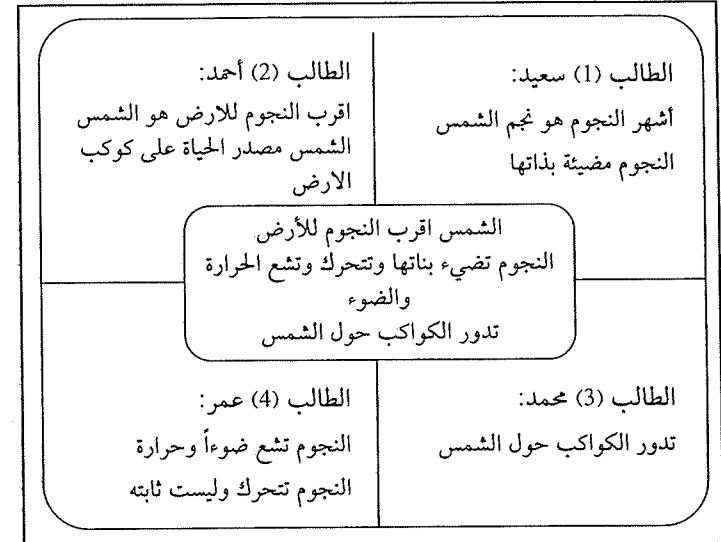 الطالب (1) سعيد:
أشهر النجوم هو نجم الشمس
النجوم مضيئة بذاتها
الطالب (2) أحمد:
اقرب النجوم للارض هو الشمس
الشمس مصدر الحياة على كوكب
الارض
الشمس اقرب النجوم للأرض
النجوم تضيء بناتها وتتحرك وتشع الحرارة
والضوء
تدور الكواكب حول الشمس
الطالب (3) محمد:
تدور الكواكب حول الشمس
الطالب (4) عمر:
النجوم تشع ضوءاً وحرارة
النجوم تتحرك وليست ثابته